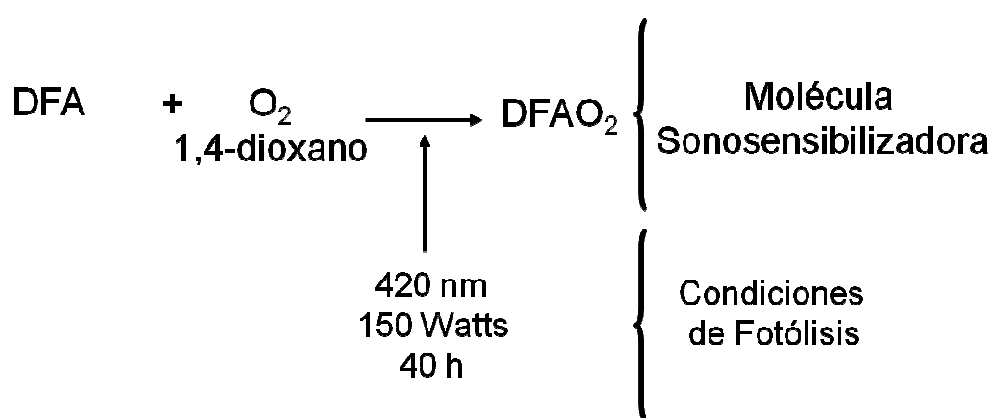 DFA + O₂ DFAO₂
1,4-dioxano
Molécula
Sonosensibilizadora
420 nm
150 Watts
40 h
Condiciones
de Fotólisis